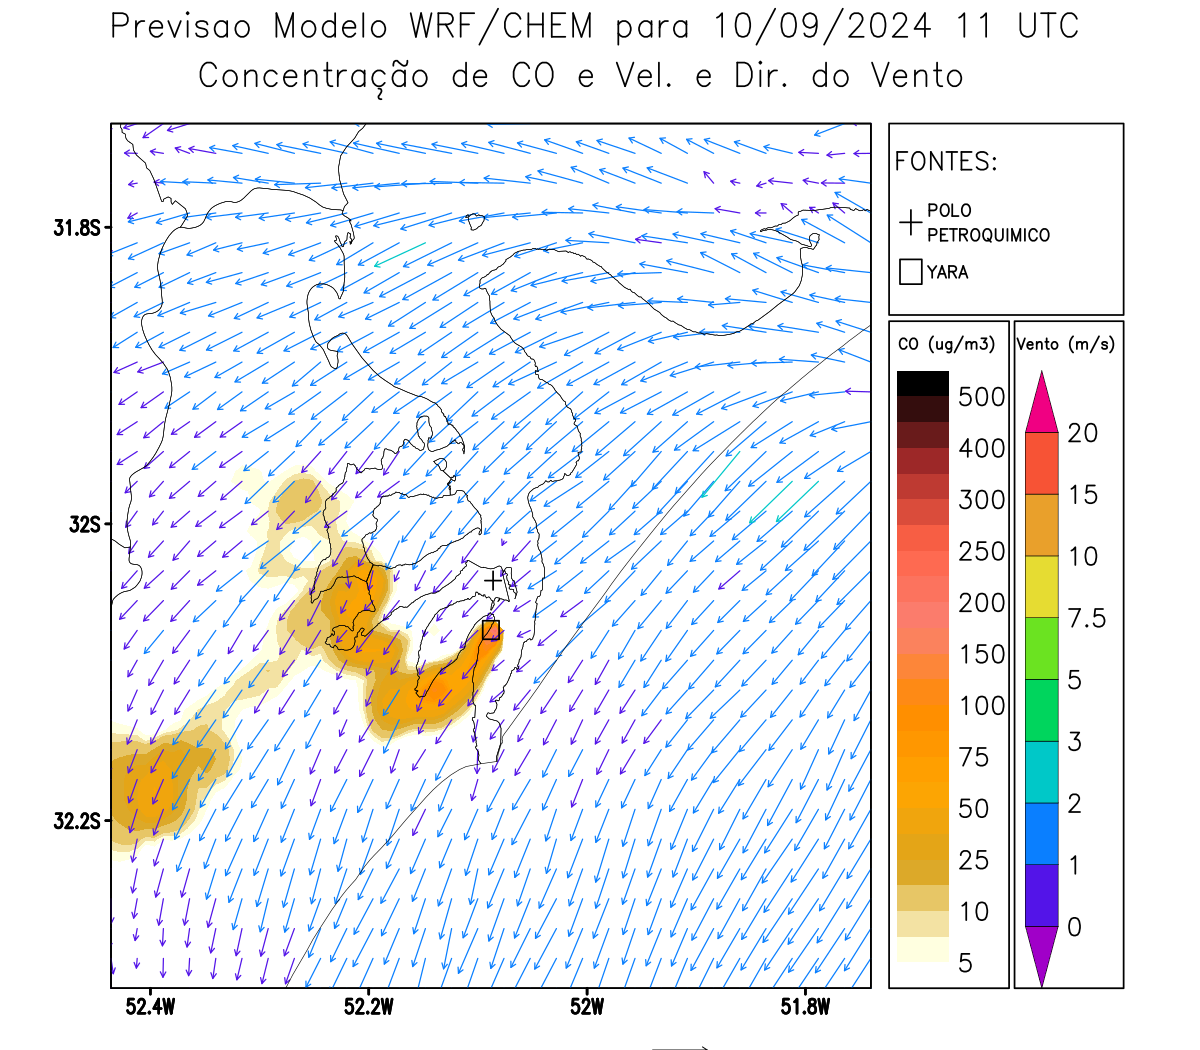 Previsao Modelo WRF/CHEM para 10/09/2024 11 UTC
Concentração de CO e Vel. e Dir. do Vento
FONTES:
POLO
PETROQUIMICO
YARA
CO (ug/m3)
500
400
300
250
200
150
100
75
50
25
10
5
Vento (m/s)
20
15
10
7.5
5
3
2
1
0
31.8S
32S
32.2S
52.4W
52.2W
52W
51.8W